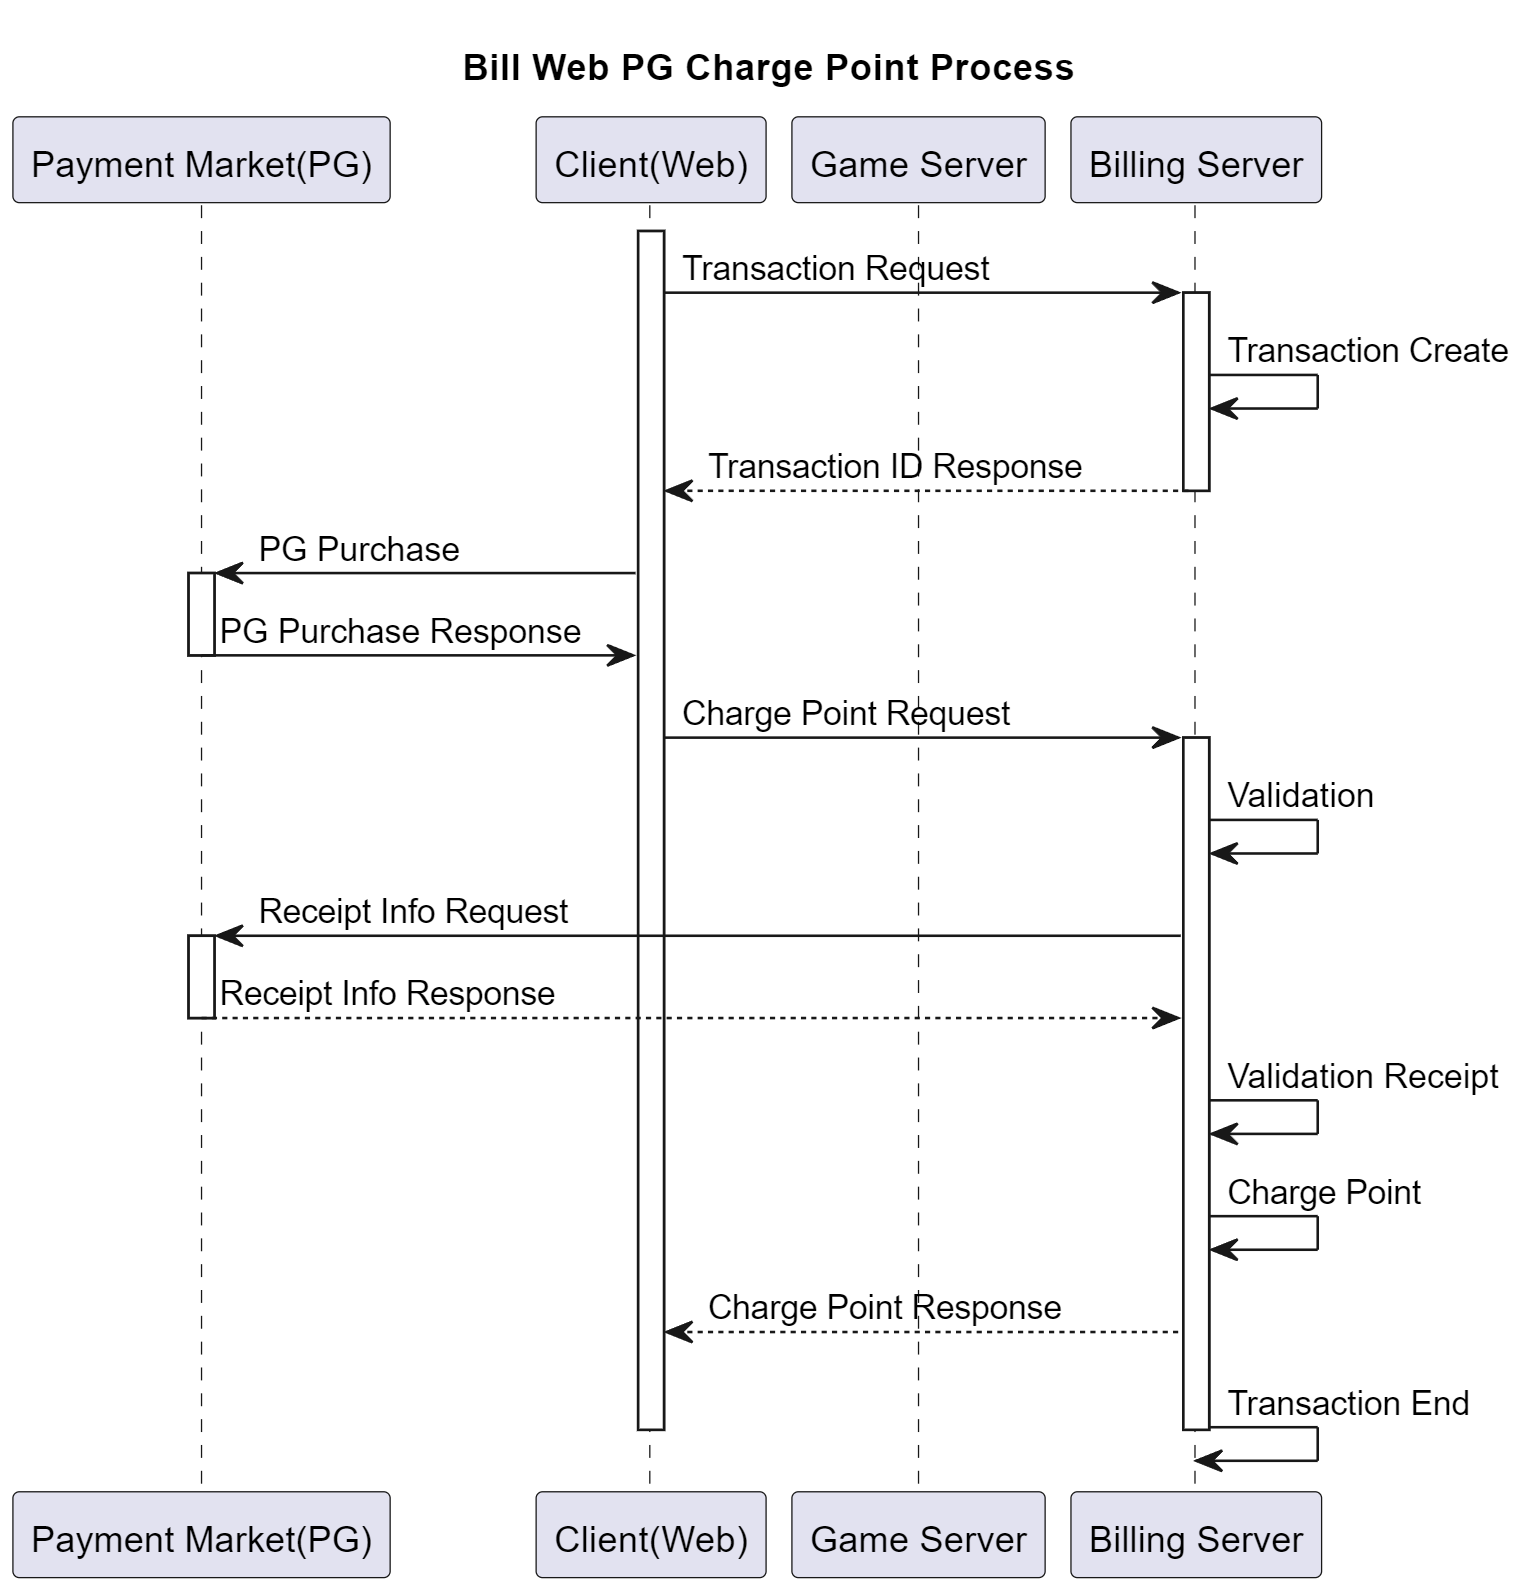 Bill Web PG Charge Point Process
Payment Market(PG)
Client(Web)
Game Server
Billing Server
Transaction Request
Transaction Create
Transaction ID Response
PG Purchase
PG Purchase Response
Charge Point Request
Validation
Receipt Info Request
Receipt Info Response
Validation Receipt
Charge Point
Charge Point Response
Transaction End
Payment Market(PG)
Client(Web)
Game Server
Billing Server